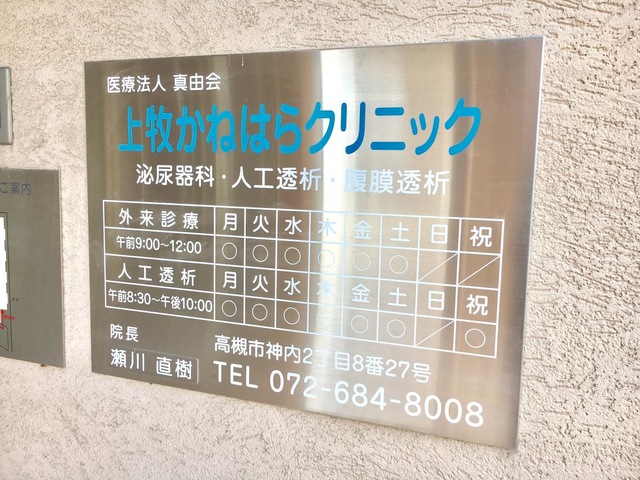 医療法人 真由会
上牧かねはらクリニック
泌尿器科・人工透析・腹膜透析
外来診療 月 火 水 木 金 土 日 祝
午前9:00〜12:00 ○ ○ ○ ○ ○ ○ ／ ／
人工透析 月 火 水 木 金 土 日 祝
午前8:30〜午後10:00 ○ ○ ○ ○ ○ ○ ／ ○
院長
瀬川 直樹
高槻市神内2丁目8番27号
TEL 072-684-8008
ご案内